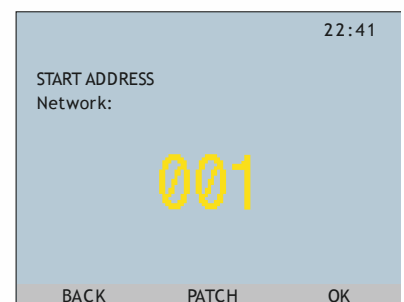 22:41
START ADDRESS
Network:
001
BACK PATCH OK